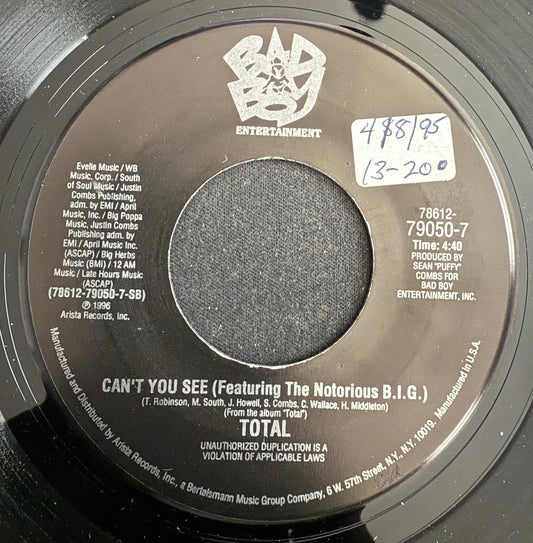 BAD
BOY
ENTERTAINMENT
4 $8/95
13-20
Evelle Music / WB
Music, Corp. / South
of Soul Music / Justin
Combs Publishing,
adm. by EMI / April
Music, Inc. / Big Poppa
Music, Justin Combs
Publishing adm. by
EMI / April Music Inc.
(ASCAP) / Big Herbs
Music (BMI) / 12 AM
Music / Late Hours Music
(ASCAP)
(78612-79050-7-SB)
℗ 1996
Arista Records, Inc.
78612-
79050-7
Time: 4:40
PRODUCED BY
SEAN "PUFFY"
COMBS FOR
BAD BOY
ENTERTAINMENT, INC.
CAN'T YOU SEE (Featuring The Notorious B.I.G.)
(T. Robinson, M. South, J. Howell, S. Combs, C. Wallace, H. Middleton)
(From the album "Total")
TOTAL
UNAUTHORIZED DUPLICATION IS A
VIOLATION OF APPLICABLE LAWS
Manufactured and Distributed by Arista Records, Inc., a Bertelsmann Music Group Company, 6 W. 57th Street, N.Y., N.Y. 10019. Manufactured in U.S.A.